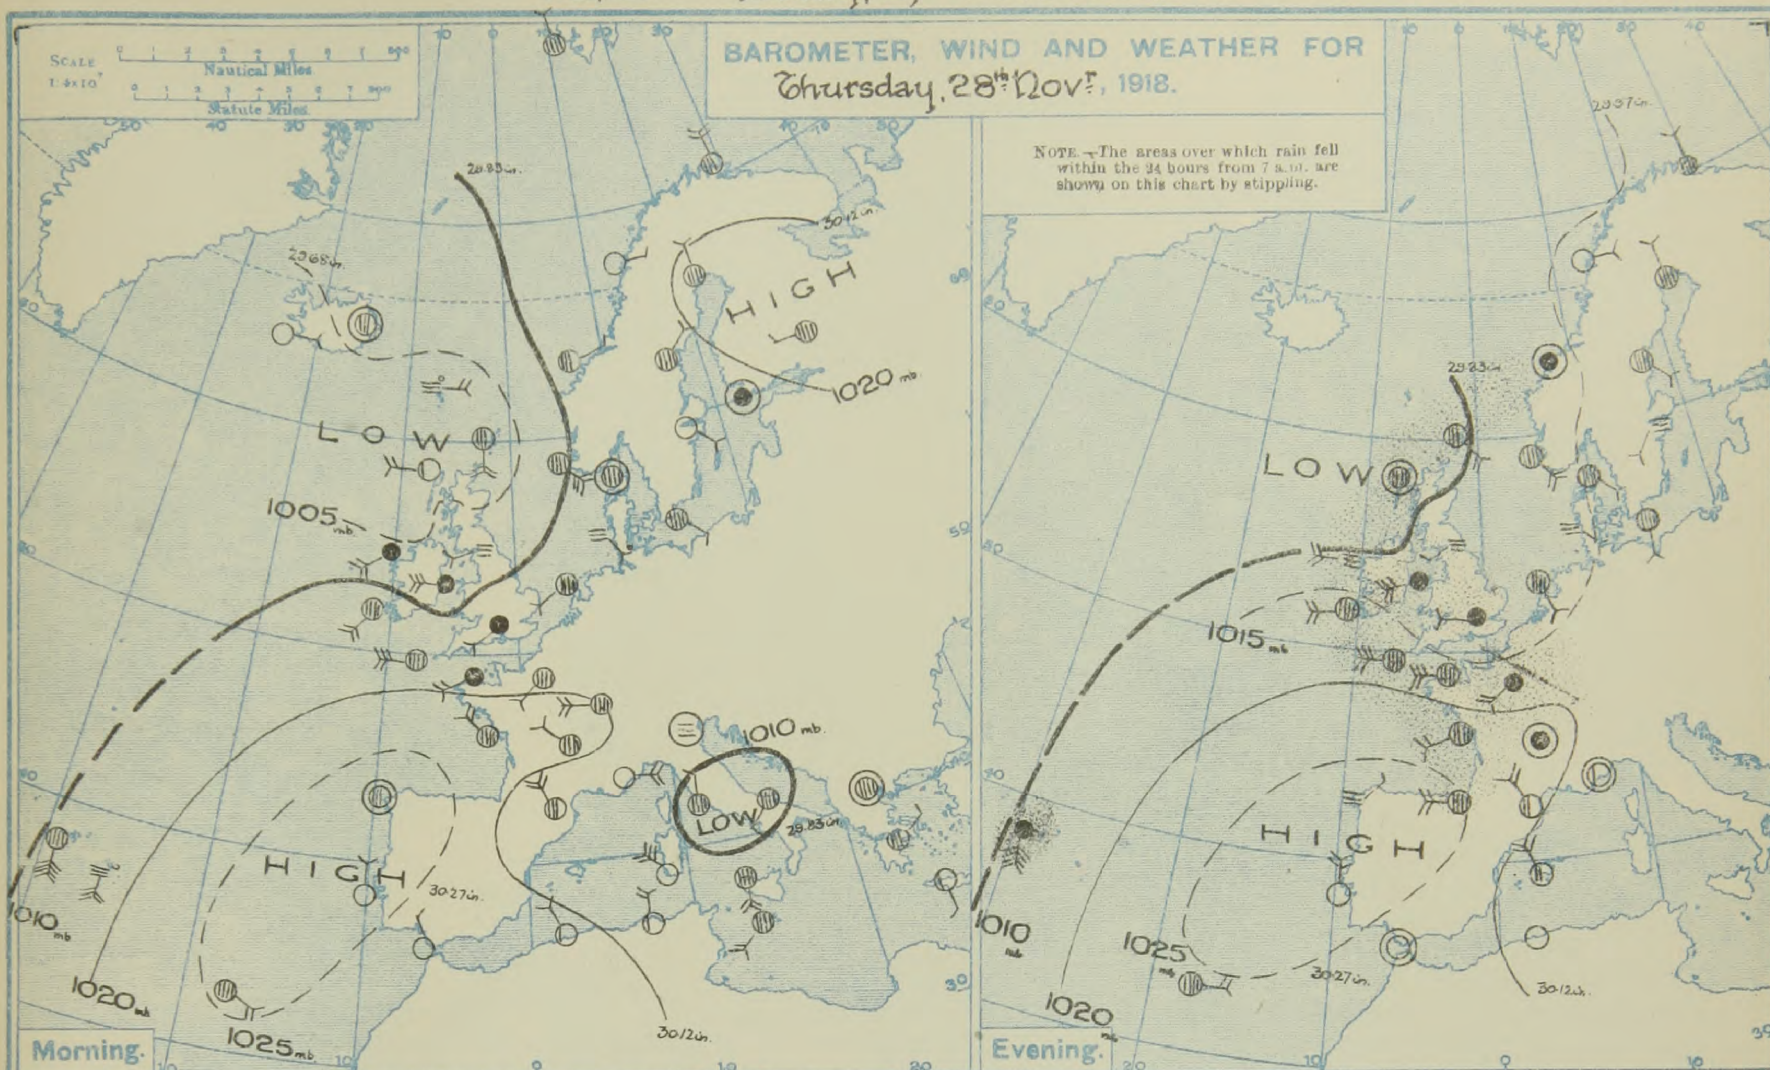 SCALE
Nautical Miles
Statute Miles
BAROMETER, WIND AND WEATHER FOR
Thursday, 28th Novr, 1918.
NOTE.—The areas over which rain fell
within the 24 hours from 7 a.m. are
shown on this chart by stippling.
29.83in.
30.12in.
29.68in.
HIGH
1020 mb.
LOW
1005 mb.
1010 mb.
LOW
29.83in.
HIGH
30.27in.
1010 mb
1020 mb
1025 mb.
30.12in.
Morning.
29.83in
LOW
1015 mb
HIGH
1010 mb
1025 mb
30.27in.
30.12in.
1020 mb
Evening.